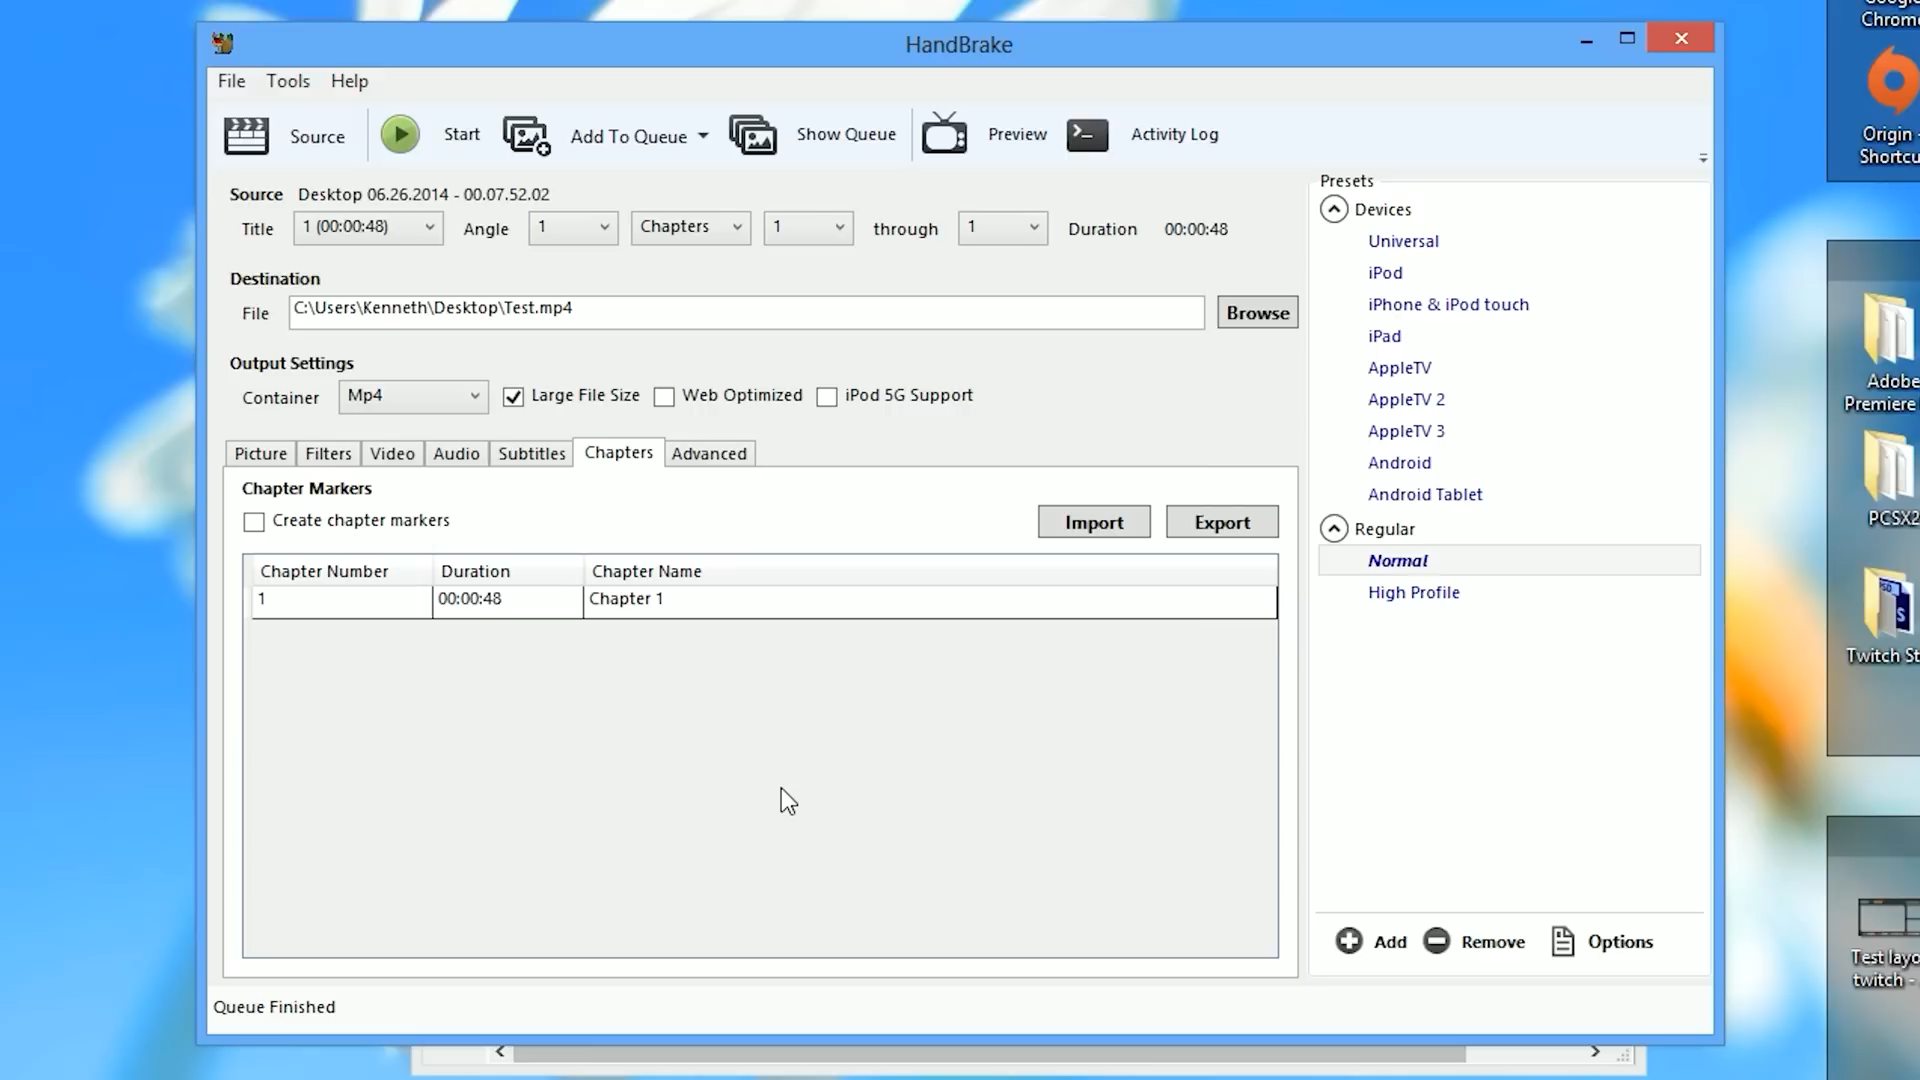 HandBrake
File Tools Help
Source Start Add To Queue Show Queue Preview Activity Log
Source Desktop 06.26.2014 - 00.07.52.02
Title 1 (00:00:48) Angle 1 Chapters 1 through 1 Duration 00:00:48
Destination
File C:\Users\Kenneth\Desktop\Test.mp4 Browse
Output Settings
Container Mp4 Large File Size Web Optimized iPod 5G Support
Picture Filters Video Audio Subtitles Chapters Advanced
Chapter Markers
Create chapter markers Import Export
Chapter Number Duration Chapter Name
1 00:00:48 Chapter 1
Queue Finished
Presets
Devices
Universal
iPod
iPhone & iPod touch
iPad
AppleTV
AppleTV 2
AppleTV 3
Android
Android Tablet
Regular
Normal
High Profile
Add Remove Options
Chrom
Origin -
Shortcu
Adobe
Premiere
PCSX2
Twitch St
Test layo
twitch -